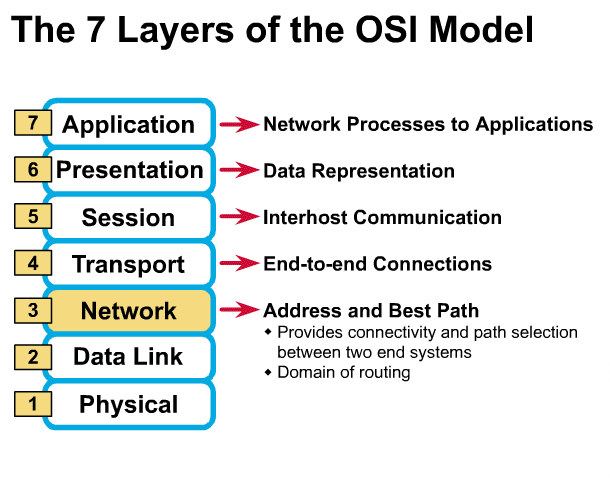 The 7 Layers of the OSI Model
7 Application Network Processes to Applications
6 Presentation Data Representation
5 Session Interhost Communication
4 Transport End-to-end Connections
3 Network Address and Best Path
◆ Provides connectivity and path selection
between two end systems
2 Data Link
◆ Domain of routing
1 Physical